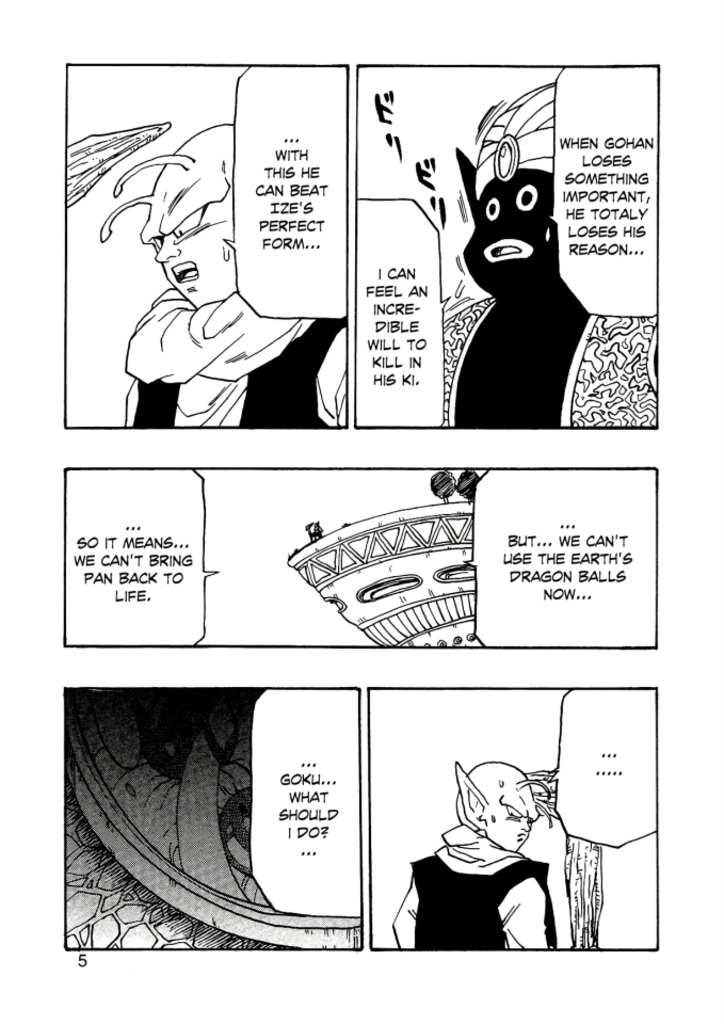 WHEN GOHAN
LOSES
SOMETHING
IMPORTANT,
HE TOTALY
LOSES HIS
REASON...
I CAN
FEEL AN
INCRE-
DIBLE
WILL TO
KILL IN
HIS KI.
...
WITH
THIS HE
CAN BEAT
IZE'S
PERFECT
FORM...
...
BUT... WE CAN'T
USE THE EARTH'S
DRAGON BALLS
NOW...
...
SO IT MEANS...
WE CAN'T BRING
PAN BACK TO
LIFE.
...
.....
...
GOKU...
WHAT
SHOULD
I DO?
...
5